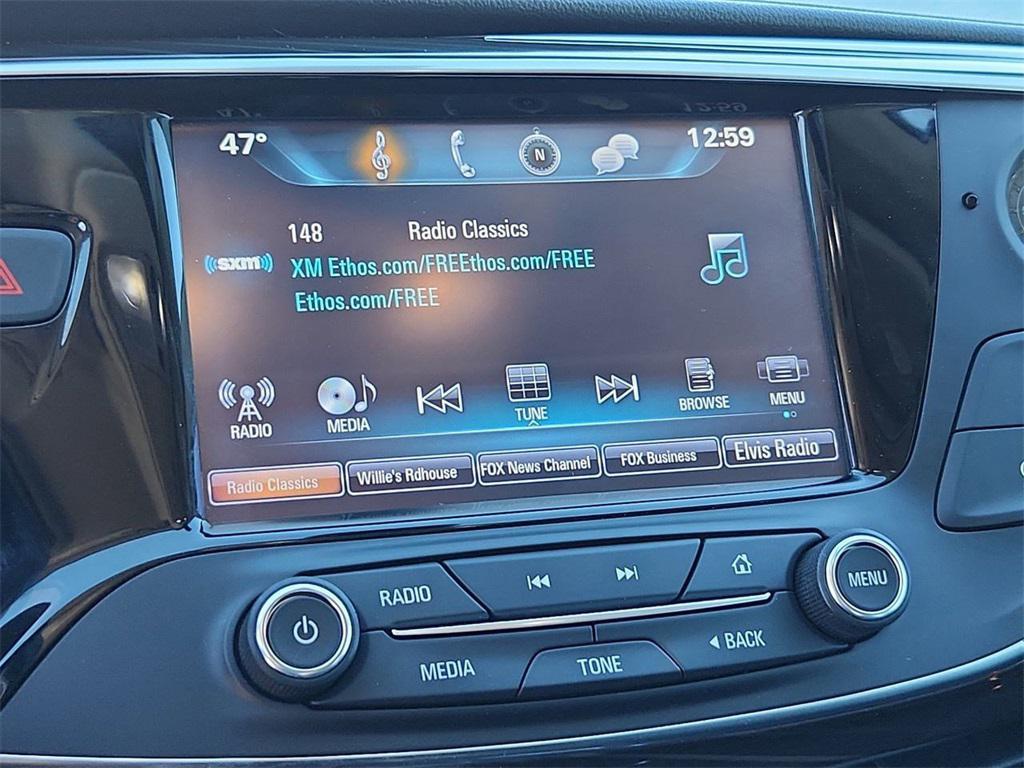 47° N 12:59
148 Radio Classics
((sxm)) XM Ethos.com/FREEthos.com/FREE
Ethos.com/FREE
RADIO MEDIA TUNE BROWSE MENU
Radio Classics Willie's Rdhouse FOX News Channel FOX Business Elvis Radio
RADIO MENU
MEDIA TONE BACK